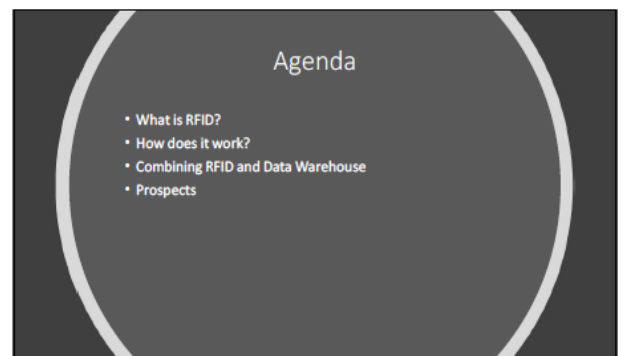 Agenda
• What is RFID?
• How does it work?
• Combining RFID and Data Warehouse
• Prospects